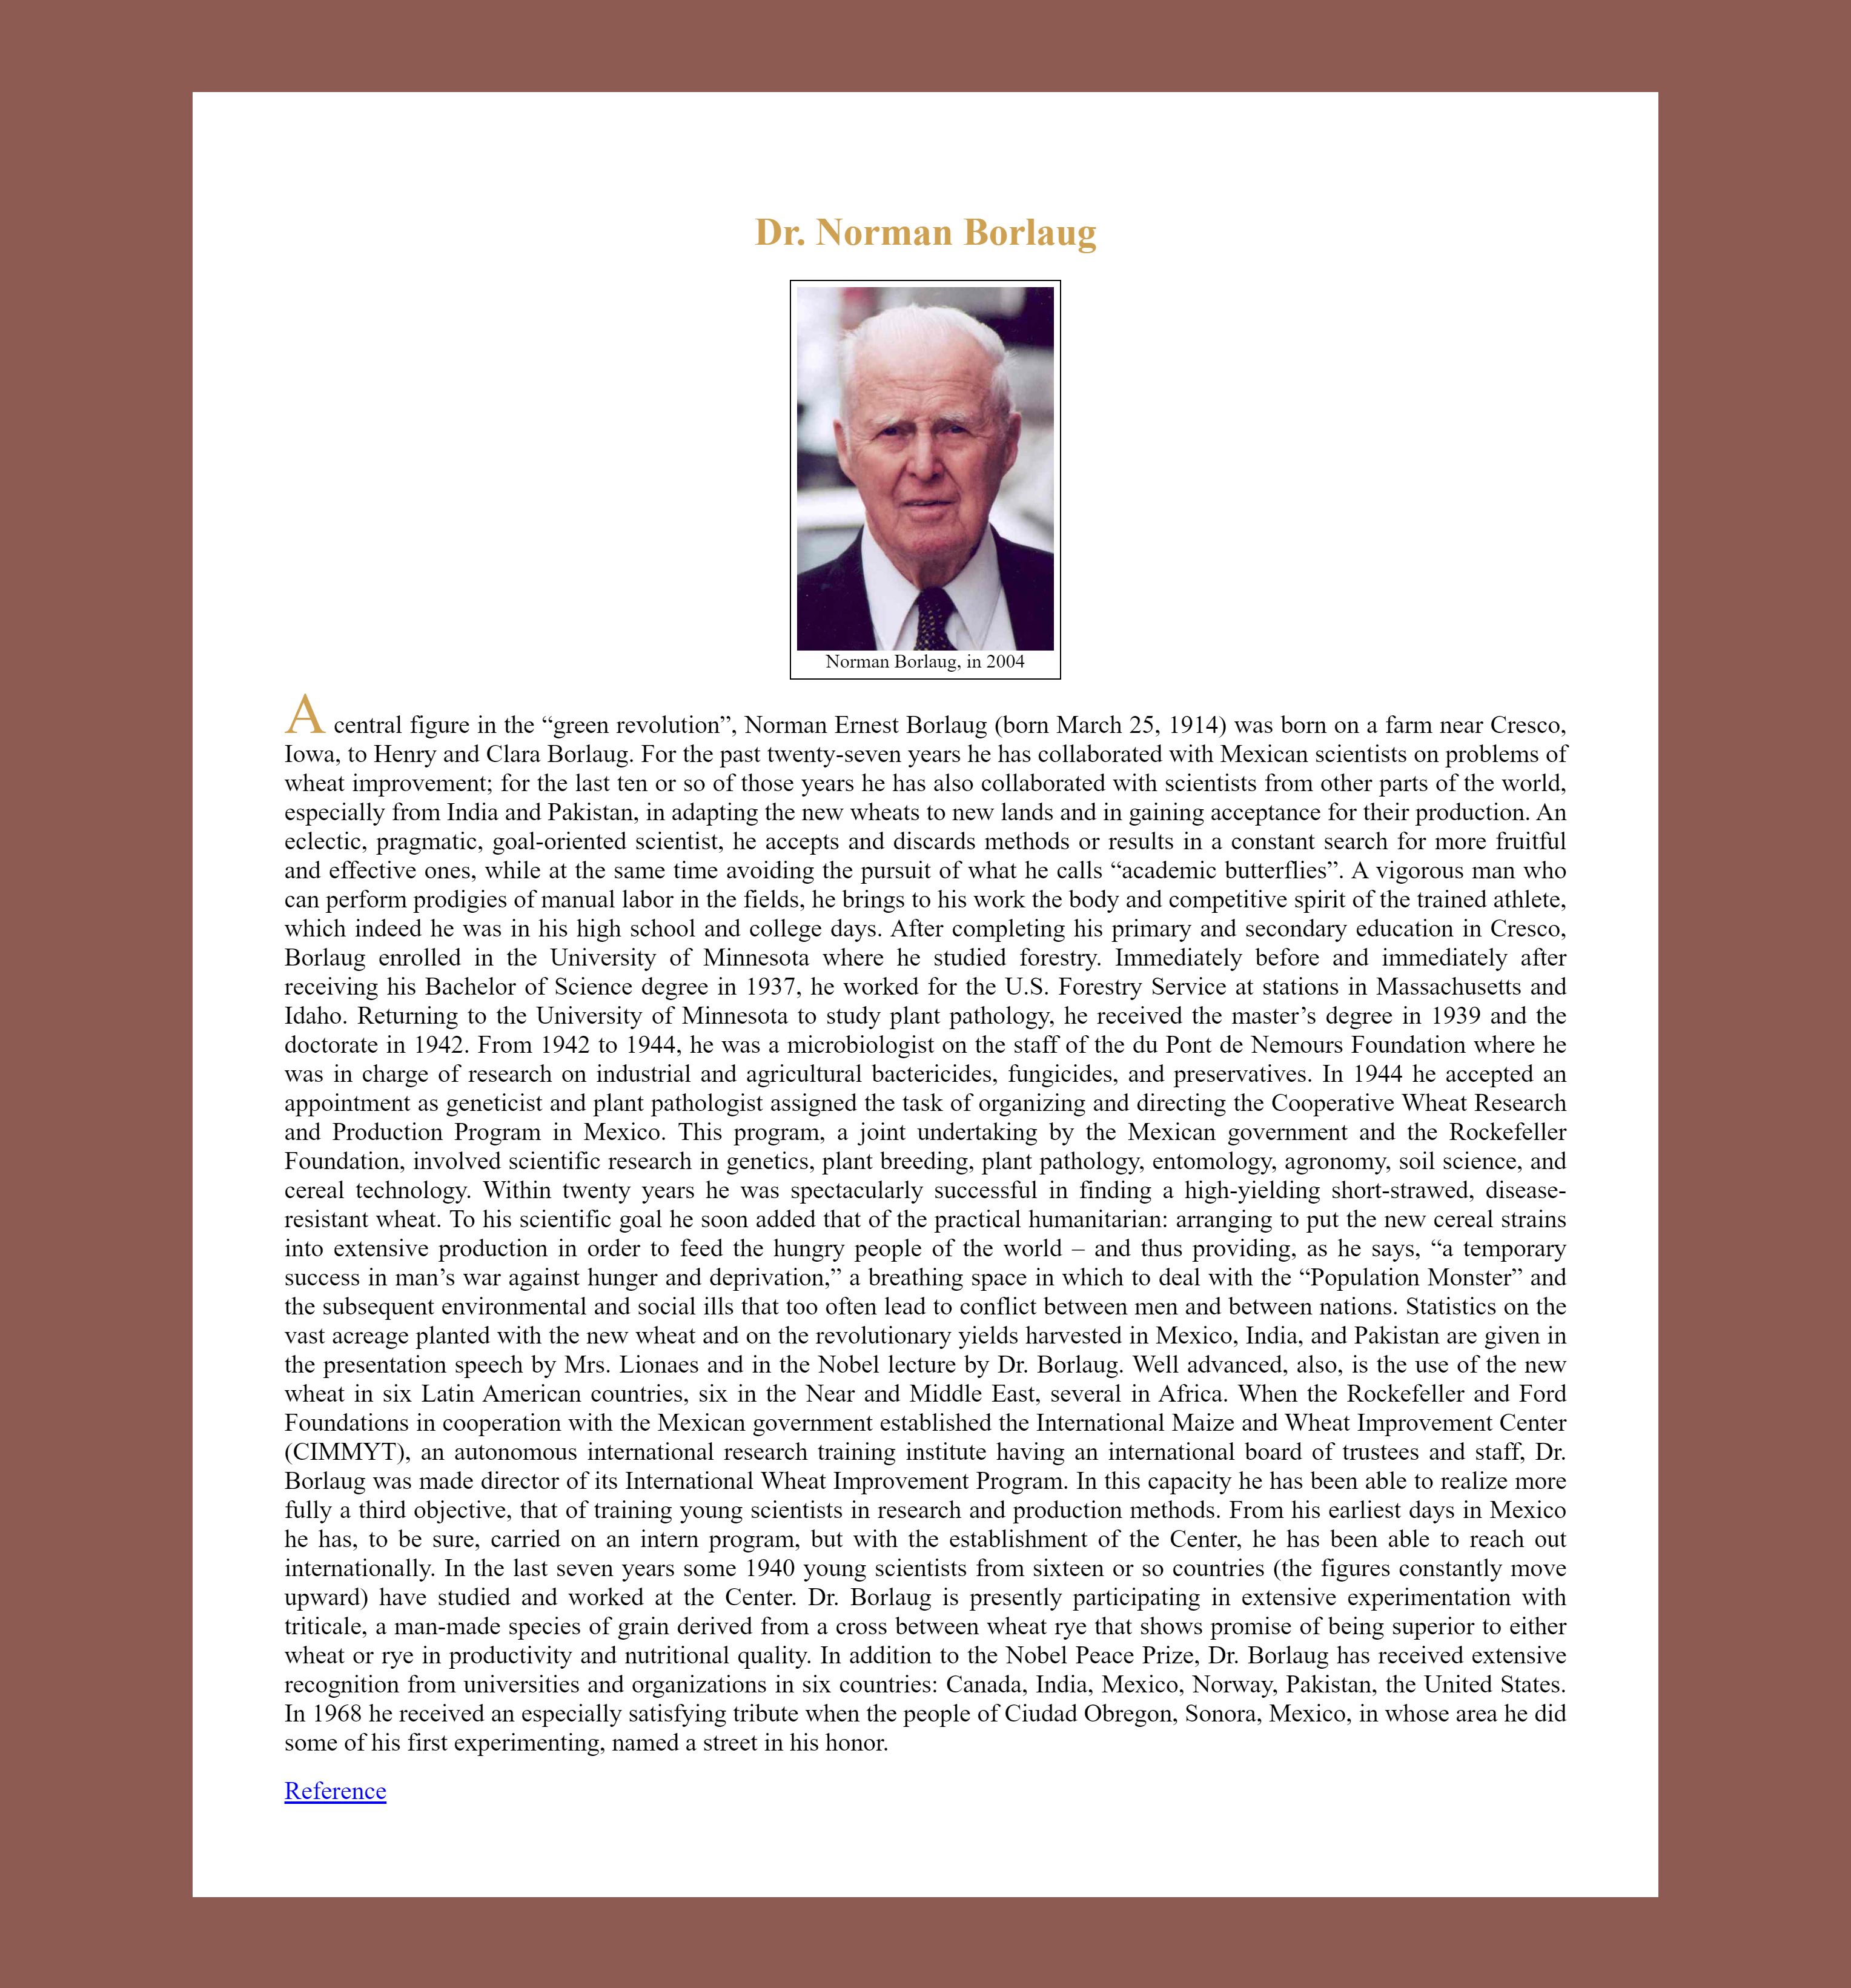 Dr. Norman Borlaug
Norman Borlaug, in 2004
A central figure in the “green revolution”, Norman Ernest Borlaug (born March 25, 1914) was born on a farm near Cresco,
Iowa, to Henry and Clara Borlaug. For the past twenty-seven years he has collaborated with Mexican scientists on problems of
wheat improvement; for the last ten or so of those years he has also collaborated with scientists from other parts of the world,
especially from India and Pakistan, in adapting the new wheats to new lands and in gaining acceptance for their production. An
eclectic, pragmatic, goal-oriented scientist, he accepts and discards methods or results in a constant search for more fruitful
and effective ones, while at the same time avoiding the pursuit of what he calls “academic butterflies”. A vigorous man who
can perform prodigies of manual labor in the fields, he brings to his work the body and competitive spirit of the trained athlete,
which indeed he was in his high school and college days. After completing his primary and secondary education in Cresco,
Borlaug enrolled in the University of Minnesota where he studied forestry. Immediately before and immediately after
receiving his Bachelor of Science degree in 1937, he worked for the U.S. Forestry Service at stations in Massachusetts and
Idaho. Returning to the University of Minnesota to study plant pathology, he received the master’s degree in 1939 and the
doctorate in 1942. From 1942 to 1944, he was a microbiologist on the staff of the du Pont de Nemours Foundation where he
was in charge of research on industrial and agricultural bactericides, fungicides, and preservatives. In 1944 he accepted an
appointment as geneticist and plant pathologist assigned the task of organizing and directing the Cooperative Wheat Research
and Production Program in Mexico. This program, a joint undertaking by the Mexican government and the Rockefeller
Foundation, involved scientific research in genetics, plant breeding, plant pathology, entomology, agronomy, soil science, and
cereal technology. Within twenty years he was spectacularly successful in finding a high-yielding short-strawed, disease-
resistant wheat. To his scientific goal he soon added that of the practical humanitarian: arranging to put the new cereal strains
into extensive production in order to feed the hungry people of the world – and thus providing, as he says, “a temporary
success in man’s war against hunger and deprivation,” a breathing space in which to deal with the “Population Monster” and
the subsequent environmental and social ills that too often lead to conflict between men and between nations. Statistics on the
vast acreage planted with the new wheat and on the revolutionary yields harvested in Mexico, India, and Pakistan are given in
the presentation speech by Mrs. Lionaes and in the Nobel lecture by Dr. Borlaug. Well advanced, also, is the use of the new
wheat in six Latin American countries, six in the Near and Middle East, several in Africa. When the Rockefeller and Ford
Foundations in cooperation with the Mexican government established the International Maize and Wheat Improvement Center
(CIMMYT), an autonomous international research training institute having an international board of trustees and staff, Dr.
Borlaug was made director of its International Wheat Improvement Program. In this capacity he has been able to realize more
fully a third objective, that of training young scientists in research and production methods. From his earliest days in Mexico
he has, to be sure, carried on an intern program, but with the establishment of the Center, he has been able to reach out
internationally. In the last seven years some 1940 young scientists from sixteen or so countries (the figures constantly move
upward) have studied and worked at the Center. Dr. Borlaug is presently participating in extensive experimentation with
triticale, a man-made species of grain derived from a cross between wheat rye that shows promise of being superior to either
wheat or rye in productivity and nutritional quality. In addition to the Nobel Peace Prize, Dr. Borlaug has received extensive
recognition from universities and organizations in six countries: Canada, India, Mexico, Norway, Pakistan, the United States.
In 1968 he received an especially satisfying tribute when the people of Ciudad Obregon, Sonora, Mexico, in whose area he did
some of his first experimenting, named a street in his honor.
Reference